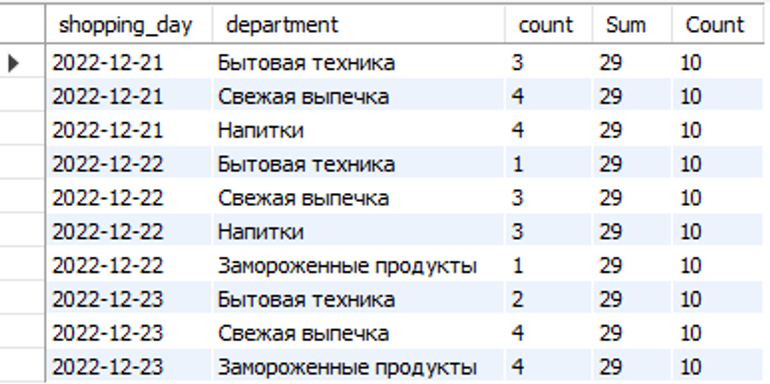 shopping_day department count Sum Count
2022-12-21 Бытовая техника 3 29 10
2022-12-21 Свежая выпечка 4 29 10
2022-12-21 Напитки 4 29 10
2022-12-22 Бытовая техника 1 29 10
2022-12-22 Свежая выпечка 3 29 10
2022-12-22 Напитки 3 29 10
2022-12-22 Замороженные продукты 1 29 10
2022-12-23 Бытовая техника 2 29 10
2022-12-23 Свежая выпечка 4 29 10
2022-12-23 Замороженные продукты 4 29 10